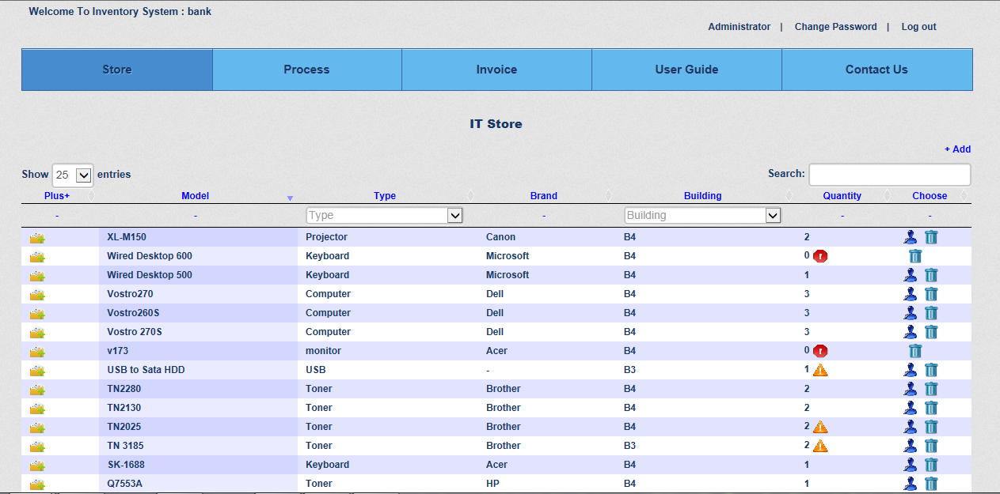 Welcome To Inventory System : bank
Administrator | Change Password | Log out
Store Process Invoice User Guide Contact Us
IT Store
+ Add
Show 25 entries Search:
Plus+ Model Type Brand Building Quantity Choose
- - Type - Building - -
XL-M150 Projector Canon B4 2
Wired Desktop 600 Keyboard Microsoft B4 0
Wired Desktop 500 Keyboard Microsoft B4 1
Vostro270 Computer Dell B4 3
Vostro260S Computer Dell B4 3
Vostro 270S Computer Dell B4 3
v173 monitor Acer B4 0
USB to Sata HDD USB - B3 1
TN2280 Toner Brother B4 2
TN2130 Toner Brother B4 2
TN2025 Toner Brother B4 2
TN 3185 Toner Brother B3 2
SK-1688 Keyboard Acer B4 1
Q7553A Toner HP B4 1